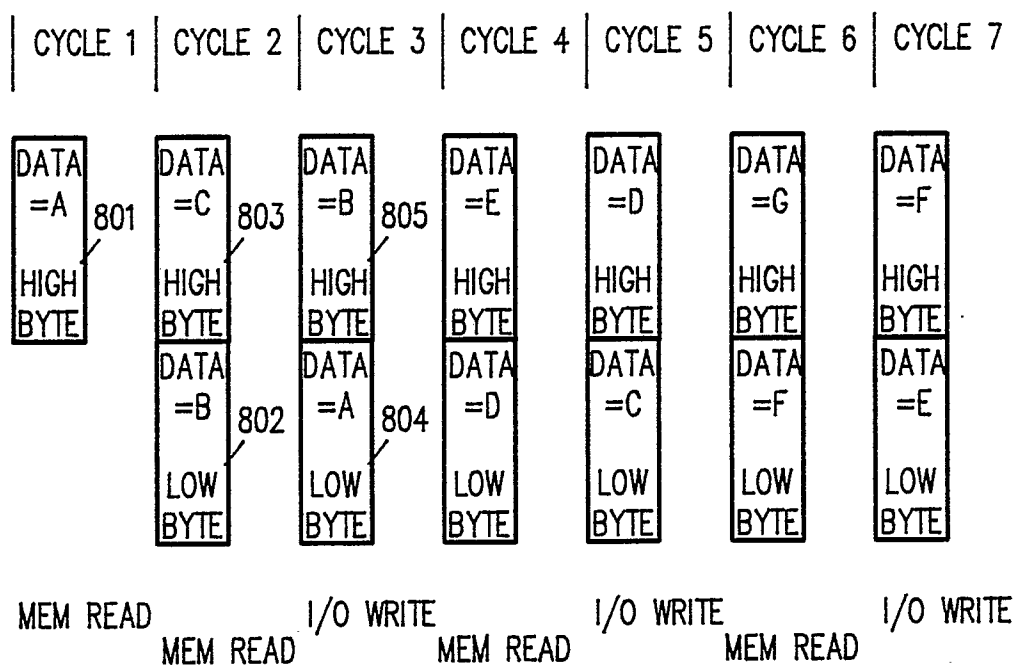 CYCLE 1 CYCLE 2 CYCLE 3 CYCLE 4 CYCLE 5 CYCLE 6 CYCLE 7
DATA DATA DATA DATA DATA DATA DATA
=A 801 =C 803 =B 805 =E =D =G =F
HIGH HIGH HIGH HIGH HIGH HIGH HIGH
BYTE BYTE BYTE BYTE BYTE BYTE BYTE
DATA DATA DATA DATA DATA DATA
=B 802 =A 804 =D =C =F =E
LOW LOW LOW LOW LOW LOW
BYTE BYTE BYTE BYTE BYTE BYTE
MEM READ I/O WRITE I/O WRITE I/O WRITE
MEM READ MEM READ MEM READ